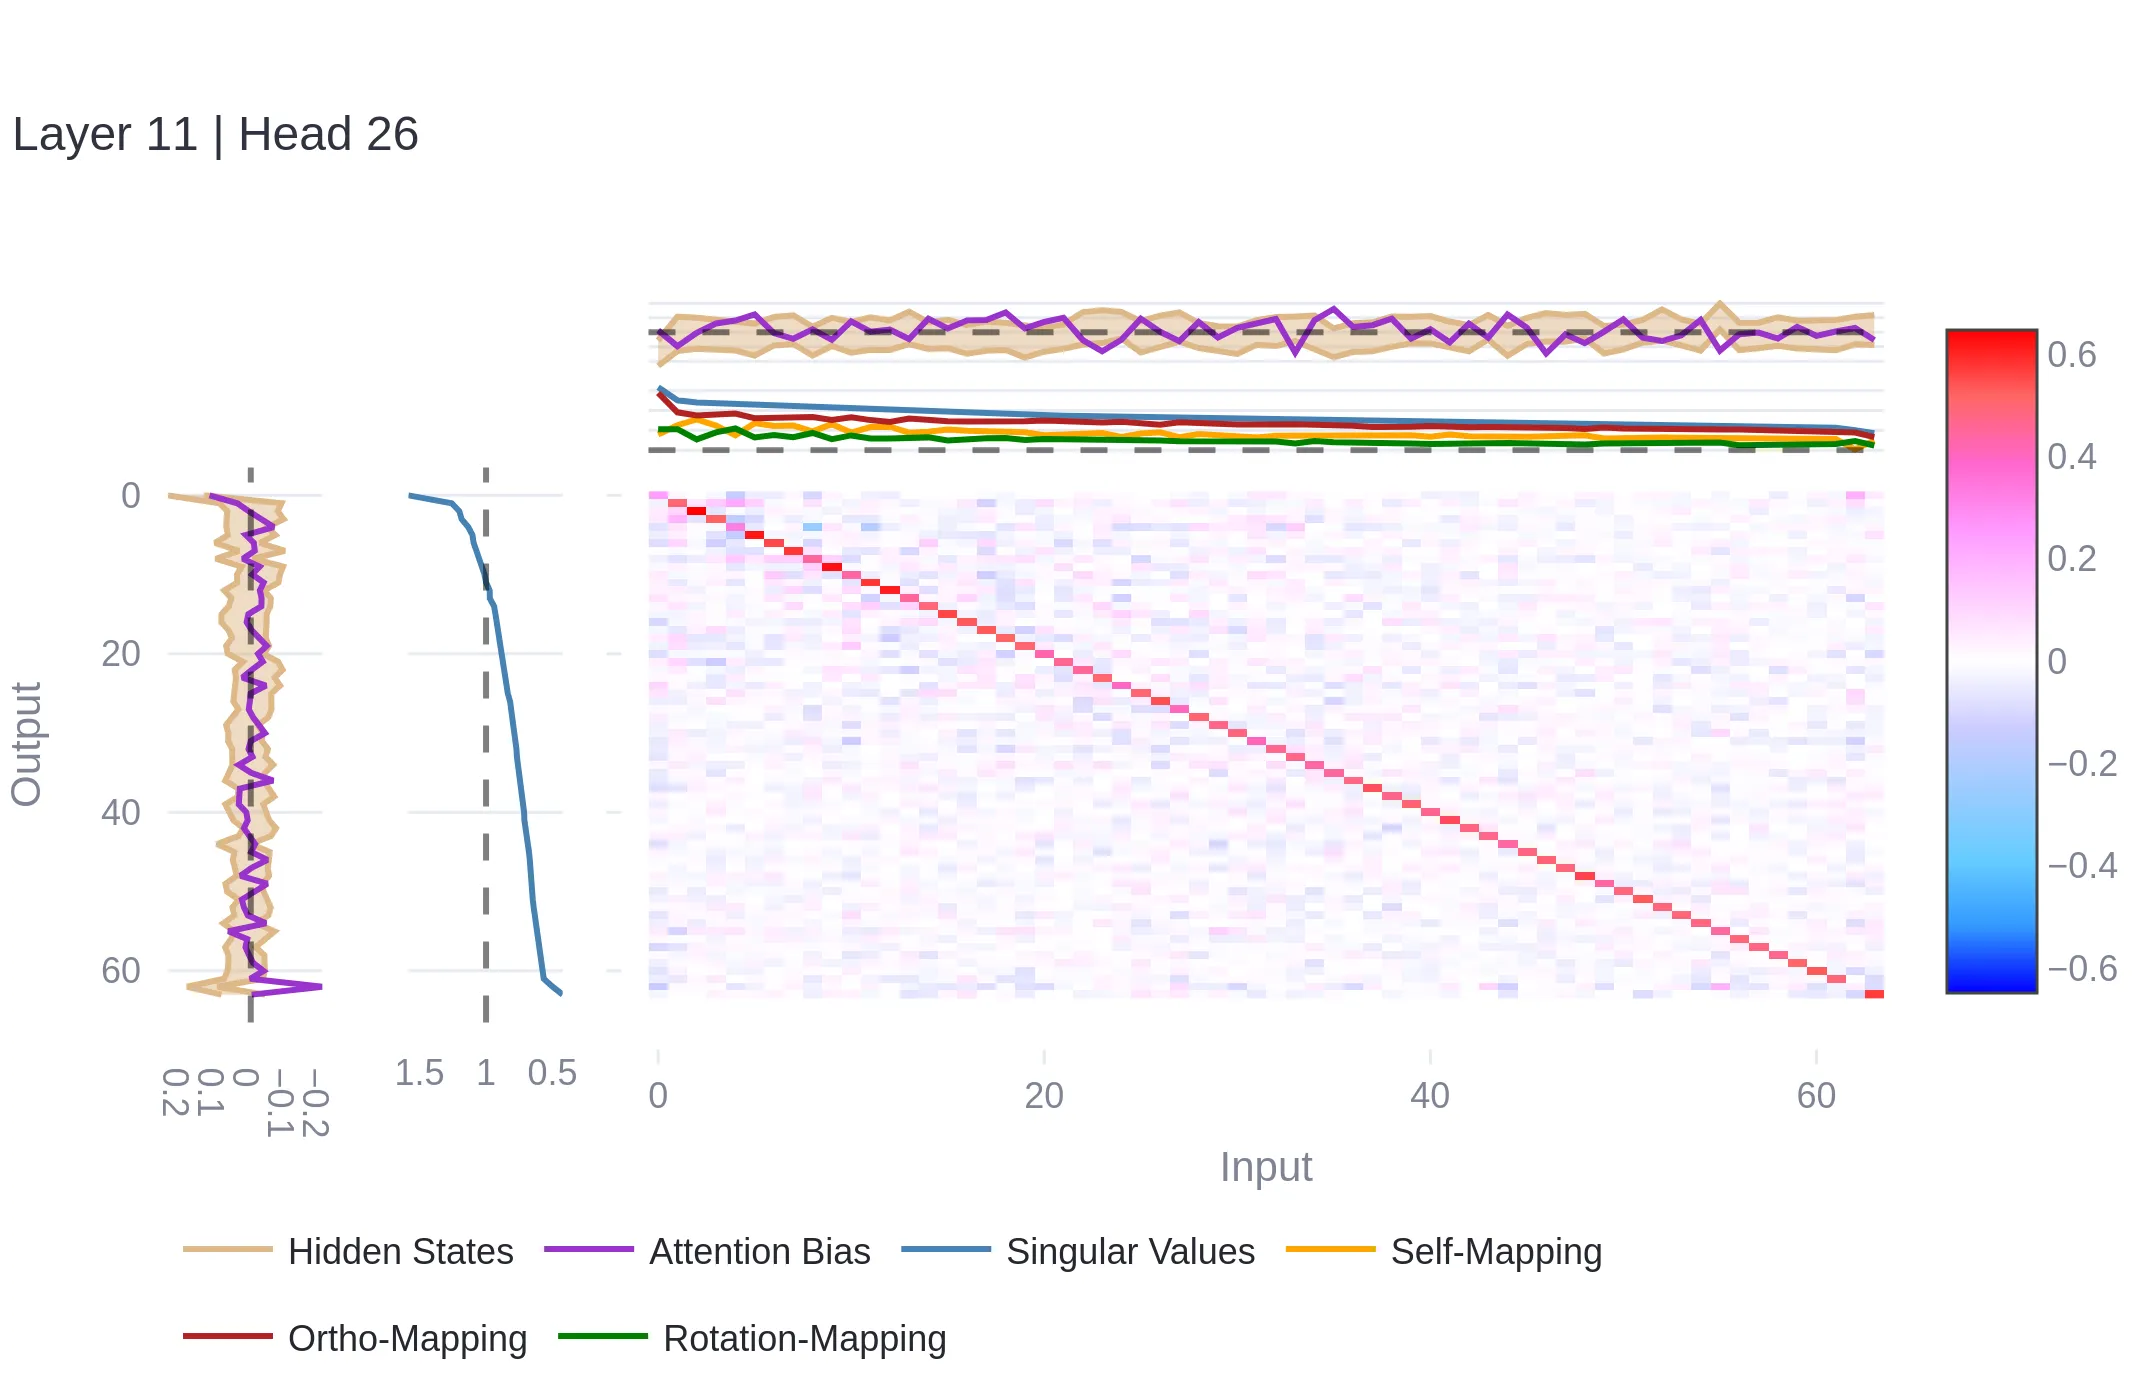 Layer 11 | Head 26
0.6
0.4
0.2
0
−0.2
−0.4
−0.6
Output
0
20
40
60
0.2
0.1
0
−0.1
−0.2
1.5 1 0.5
0 20 40 60
Input
Hidden States Attention Bias Singular Values Self-Mapping
Ortho-Mapping Rotation-Mapping